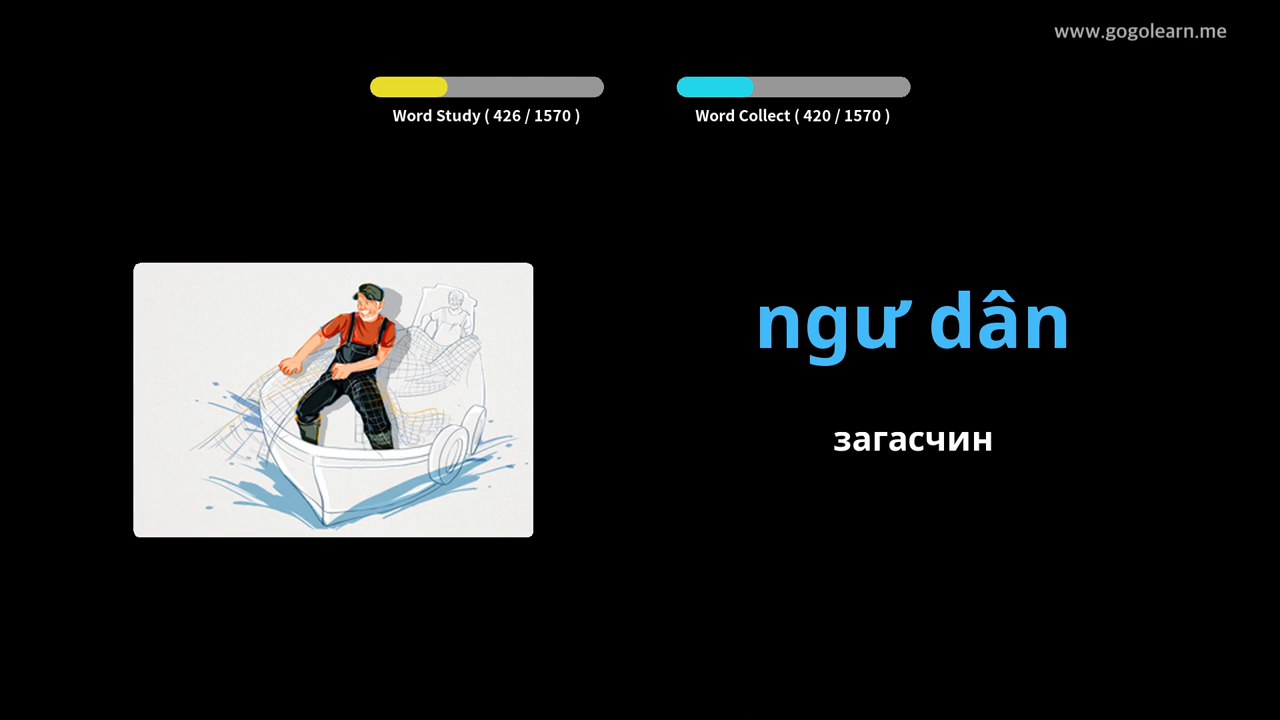 www.gogolearn.me
Word Study ( 426 / 1570 )
Word Collect ( 420 / 1570 )
ngư dân
загасчин